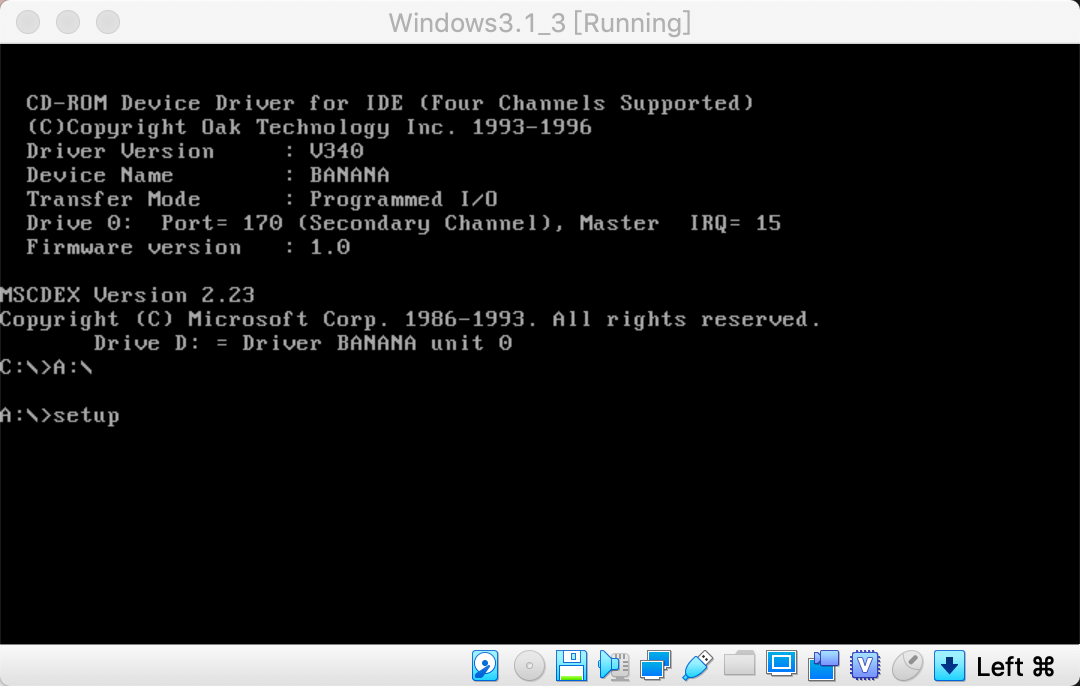 Windows3.1_3 [Running]
CD-ROM Device Driver for IDE (Four Channels Supported)
(C)Copyright Oak Technology Inc. 1993-1996
Driver Version : V340
Device Name : BANANA
Transfer Mode : Programmed I/O
Drive 0: Port= 170 (Secondary Channel), Master IRQ= 15
Firmware version : 1.0
MSCDEX Version 2.23
Copyright (C) Microsoft Corp. 1986-1993. All rights reserved.
Drive D: = Driver BANANA unit 0
C:\>A:\
A:\>setup
V
Left ⌘